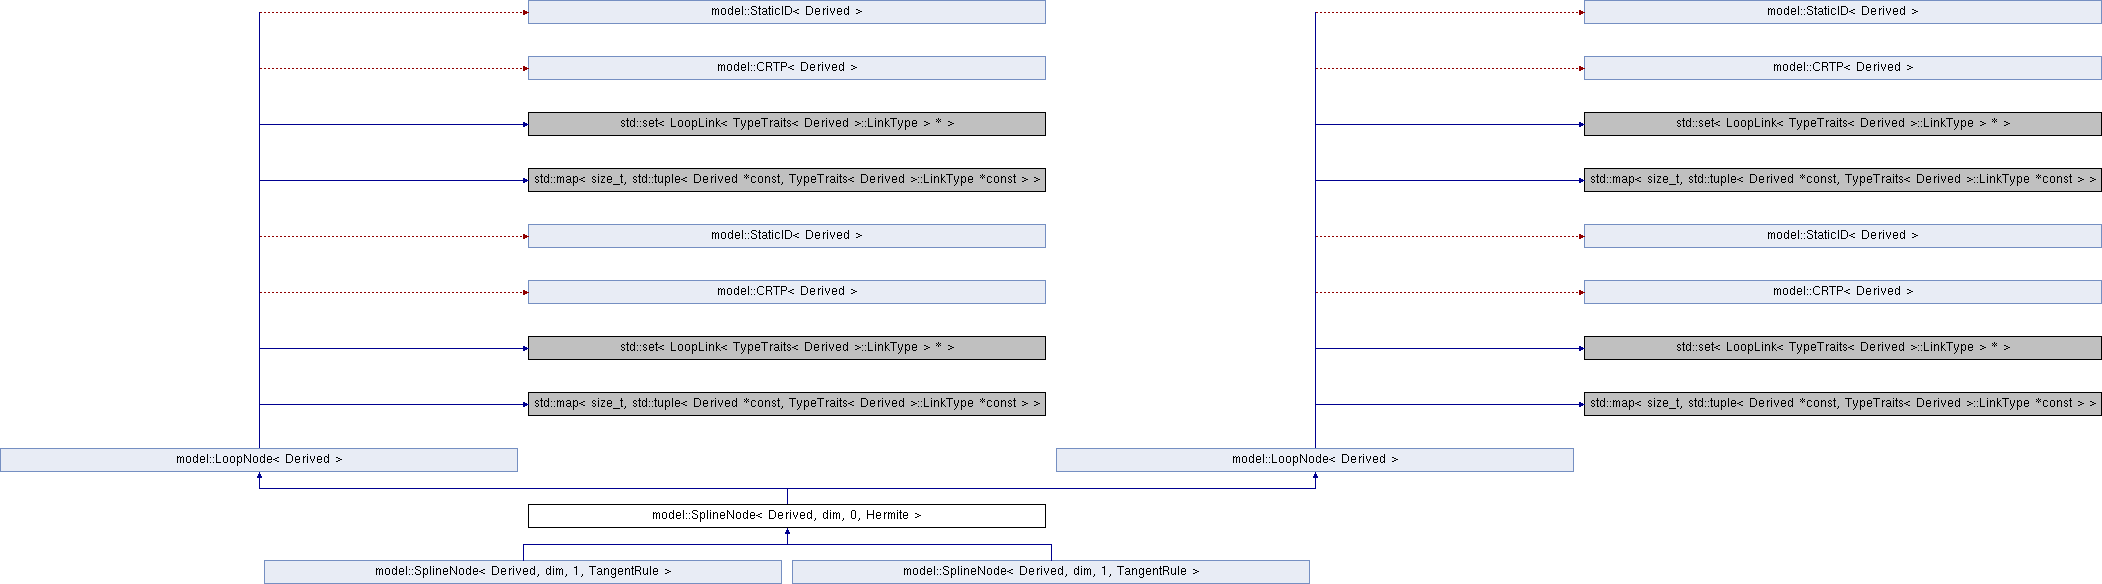 model::StaticID< Derived >
model::StaticID< Derived >
model::CRTP< Derived >
model::CRTP< Derived >
std::set< LoopLink< TypeTraits< Derived >::LinkType > * >
std::set< LoopLink< TypeTraits< Derived >::LinkType > * >
std::map< size_t, std::tuple< Derived *const, TypeTraits< Derived >::LinkType *const > >
std::map< size_t, std::tuple< Derived *const, TypeTraits< Derived >::LinkType *const > >
model::StaticID< Derived >
model::StaticID< Derived >
model::CRTP< Derived >
model::CRTP< Derived >
std::set< LoopLink< TypeTraits< Derived >::LinkType > * >
std::set< LoopLink< TypeTraits< Derived >::LinkType > * >
std::map< size_t, std::tuple< Derived *const, TypeTraits< Derived >::LinkType *const > >
std::map< size_t, std::tuple< Derived *const, TypeTraits< Derived >::LinkType *const > >
model::LoopNode< Derived >
model::LoopNode< Derived >
model::SplineNode< Derived, dim, 0, Hermite >
model::SplineNode< Derived, dim, 1, TangentRule >
model::SplineNode< Derived, dim, 1, TangentRule >